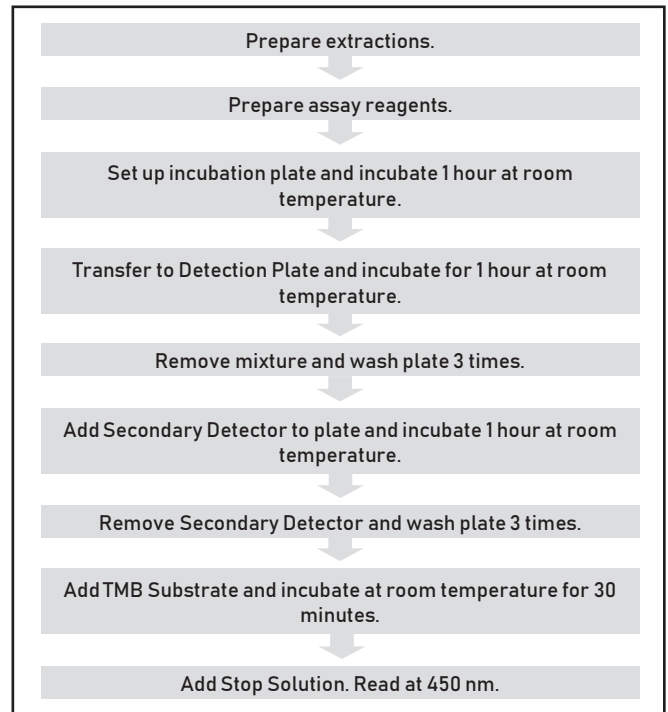 Prepare extractions.
Prepare assay reagents.
Set up incubation plate and incubate 1 hour at room
temperature.
Transfer to Detection Plate and incubate for 1 hour at room
temperature.
Remove mixture and wash plate 3 times.
Add Secondary Detector to plate and incubate 1 hour at room
temperature.
Remove Secondary Detector and wash plate 3 times.
Add TMB Substrate and incubate at room temperature for 30
minutes.
Add Stop Solution. Read at 450 nm.